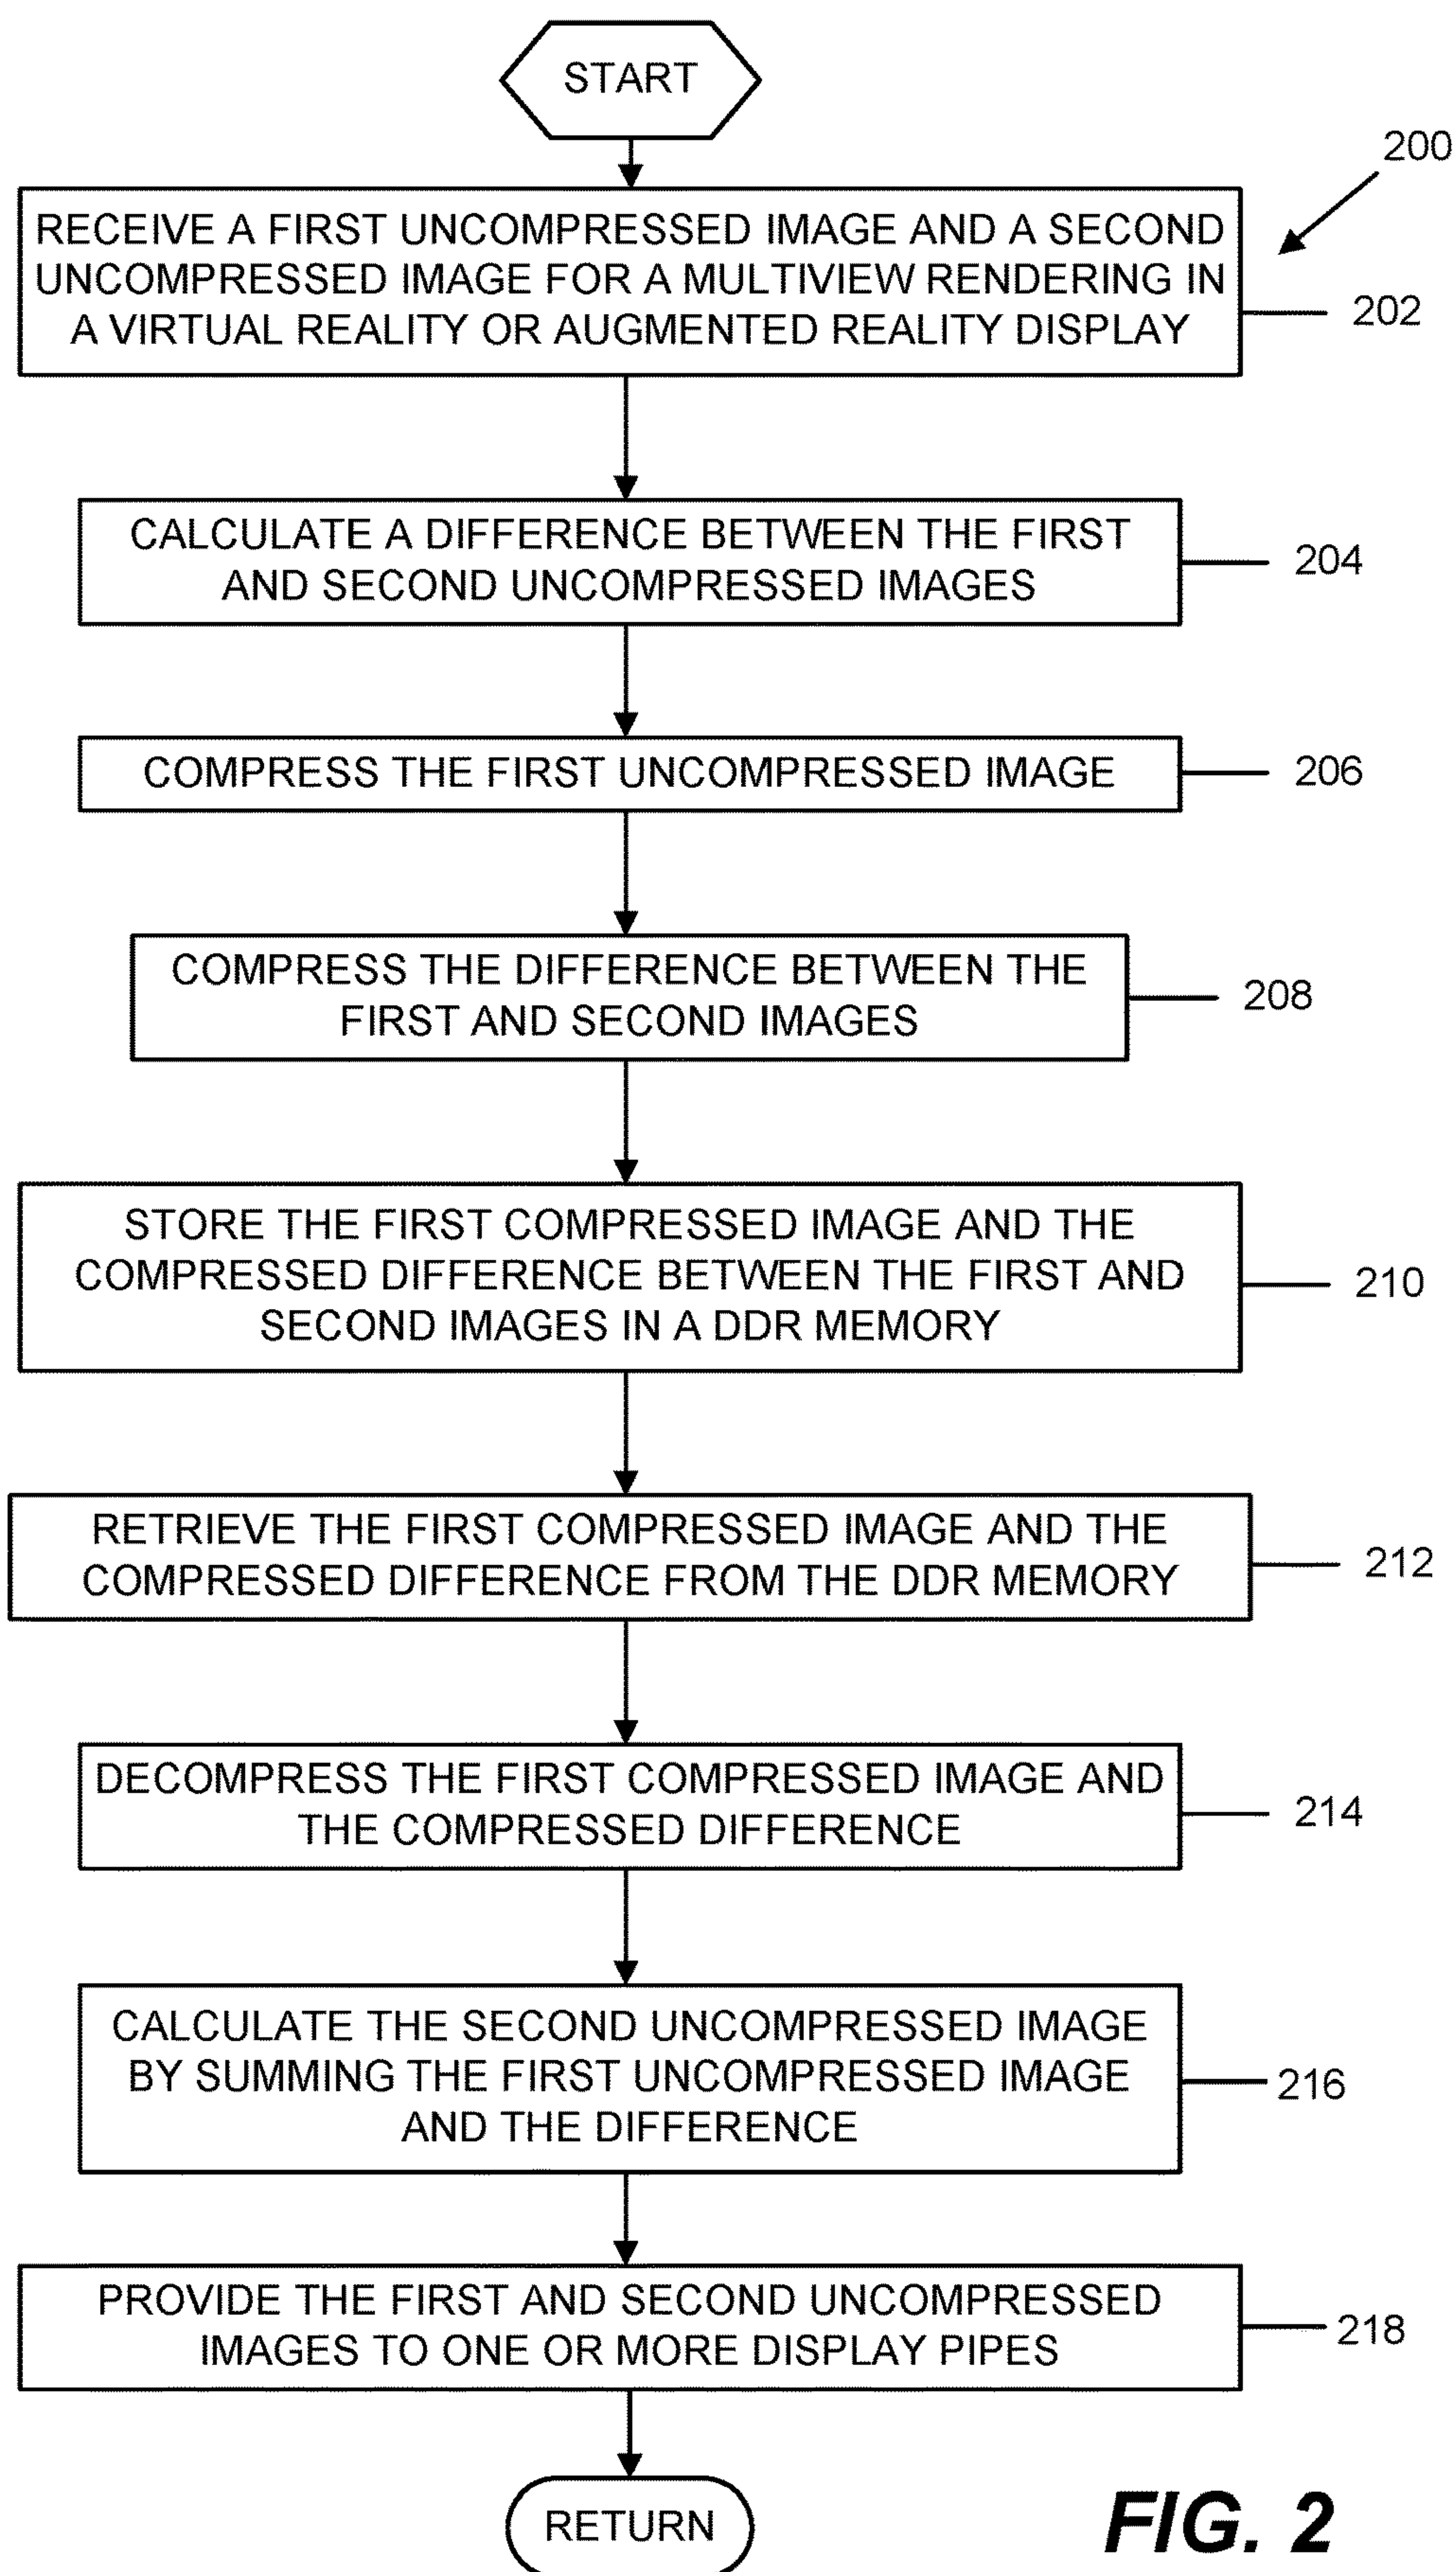 START
200
RECEIVE A FIRST UNCOMPRESSED IMAGE AND A SECOND
UNCOMPRESSED IMAGE FOR A MULTIVIEW RENDERING IN
A VIRTUAL REALITY OR AUGMENTED REALITY DISPLAY
202
CALCULATE A DIFFERENCE BETWEEN THE FIRST
AND SECOND UNCOMPRESSED IMAGES
204
COMPRESS THE FIRST UNCOMPRESSED IMAGE
206
COMPRESS THE DIFFERENCE BETWEEN THE
FIRST AND SECOND IMAGES
208
STORE THE FIRST COMPRESSED IMAGE AND THE
COMPRESSED DIFFERENCE BETWEEN THE FIRST AND
SECOND IMAGES IN A DDR MEMORY
210
RETRIEVE THE FIRST COMPRESSED IMAGE AND THE
COMPRESSED DIFFERENCE FROM THE DDR MEMORY
212
DECOMPRESS THE FIRST COMPRESSED IMAGE AND
THE COMPRESSED DIFFERENCE
214
CALCULATE THE SECOND UNCOMPRESSED IMAGE
BY SUMMING THE FIRST UNCOMPRESSED IMAGE
AND THE DIFFERENCE
216
PROVIDE THE FIRST AND SECOND UNCOMPRESSED
IMAGES TO ONE OR MORE DISPLAY PIPES
218
RETURN
FIG. 2